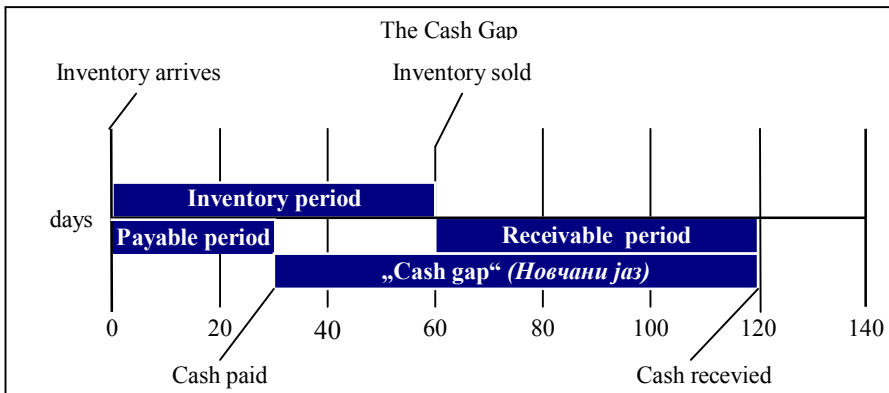 The Cash Gap
Inventory arrives
Inventory sold
Inventory period
days
Payable period
Receivable period
„Cash gap“ (Новчани јаз)
0 20 40 60 80 100 120 140
Cash paid
Cash recevied